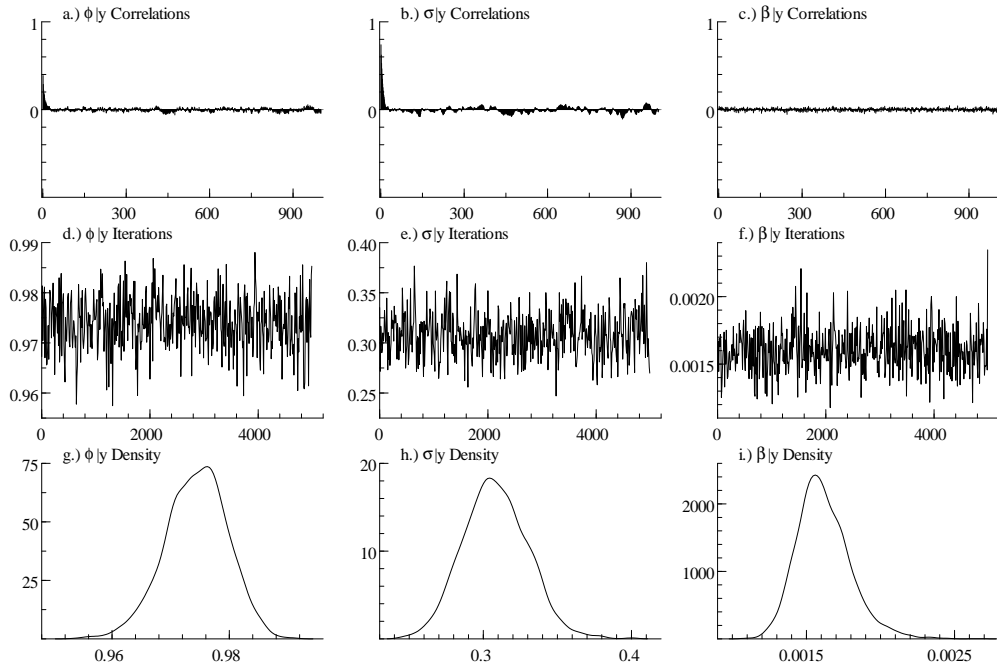 a.) ϕ|y Correlations
1
0
0 300 600 900
b.) σ|y Correlations
1
0
0 300 600 900
c.) β|y Correlations
1
0
0 300 600 900
d.) ϕ|y Iterations
0.99
0.98
0.97
0.96
0 2000 4000
e.) σ|y Iterations
0.40
0.35
0.30
0.25
0 2000 4000
f.) β|y Iterations
0.0020
0.0015
0 2000 4000
g.) ϕ|y Density
75
50
25
0.96 0.98
h.) σ|y Density
20
10
0.3 0.4
i.) β|y Density
2000
1000
0.0015 0.0025